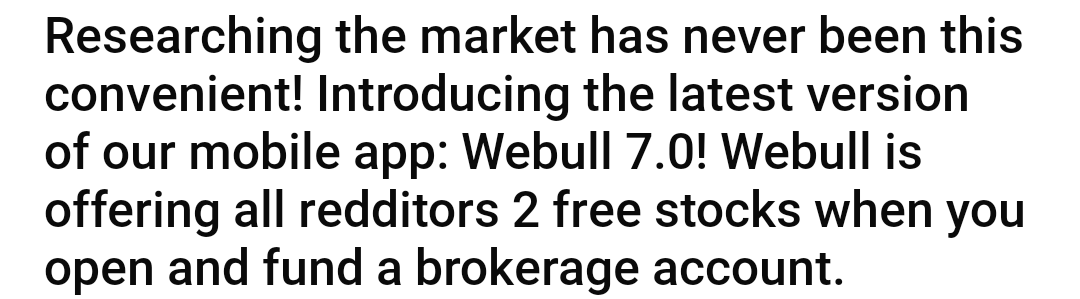 Researching the market has never been this
convenient! Introducing the latest version
of our mobile app: Webull 7.0! Webull is
offering all redditors 2 free stocks when you
open and fund a brokerage account.